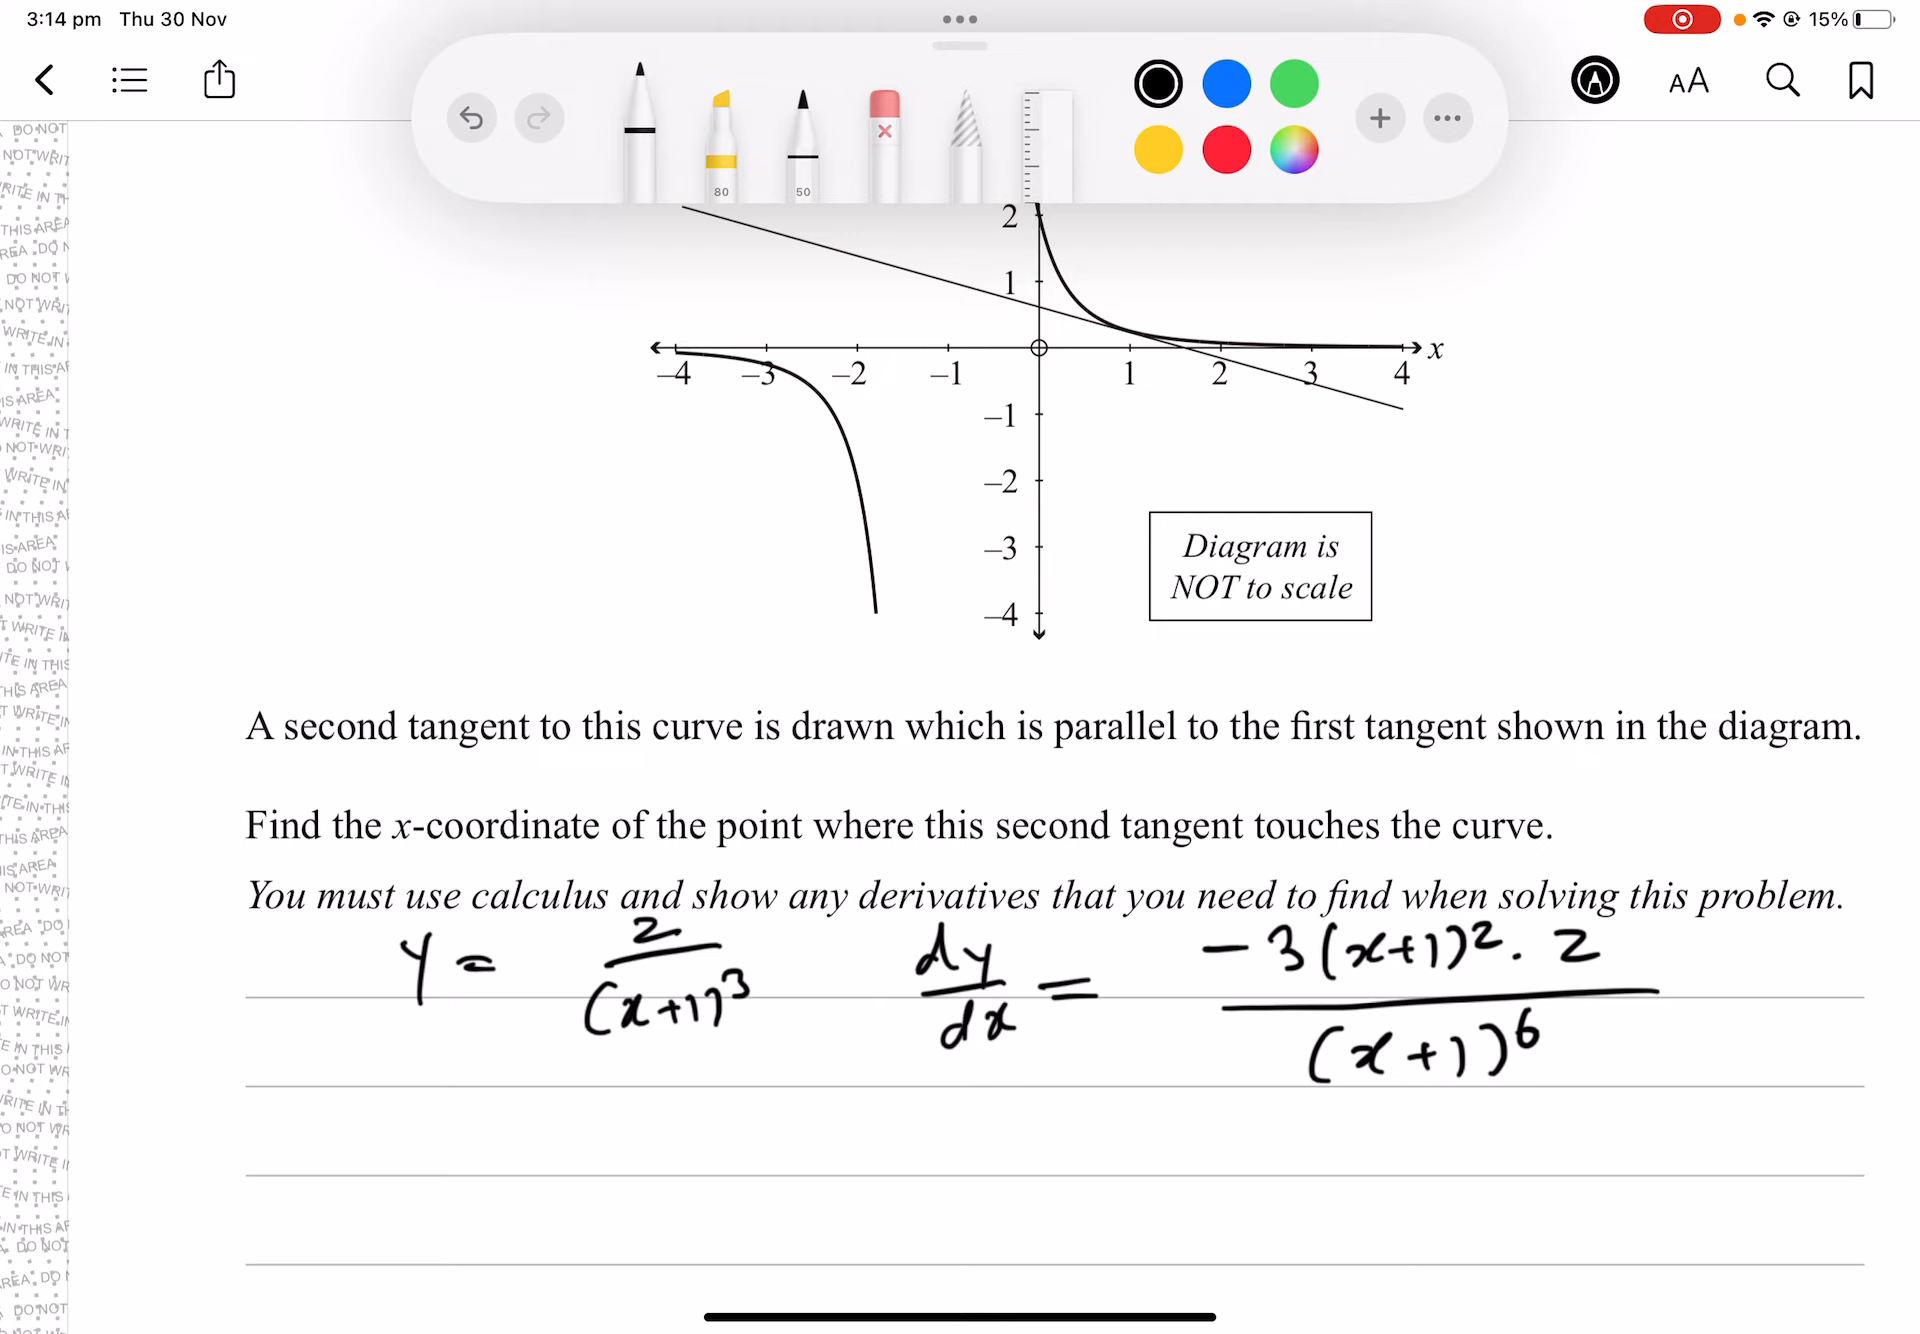 3:14 pm Thu 30 Nov
15%
AA
80
50
2
1
x
–4 –3 –2 –1 1 2 3 4
–1
–2
–3
–4
Diagram is
NOT to scale
A second tangent to this curve is drawn which is parallel to the first tangent shown in the diagram.
Find the x-coordinate of the point where this second tangent touches the curve.
You must use calculus and show any derivatives that you need to find when solving this problem.
y = 2/(x+1)³ dy/dx = −3(x+1)². 2/(x+1)⁶